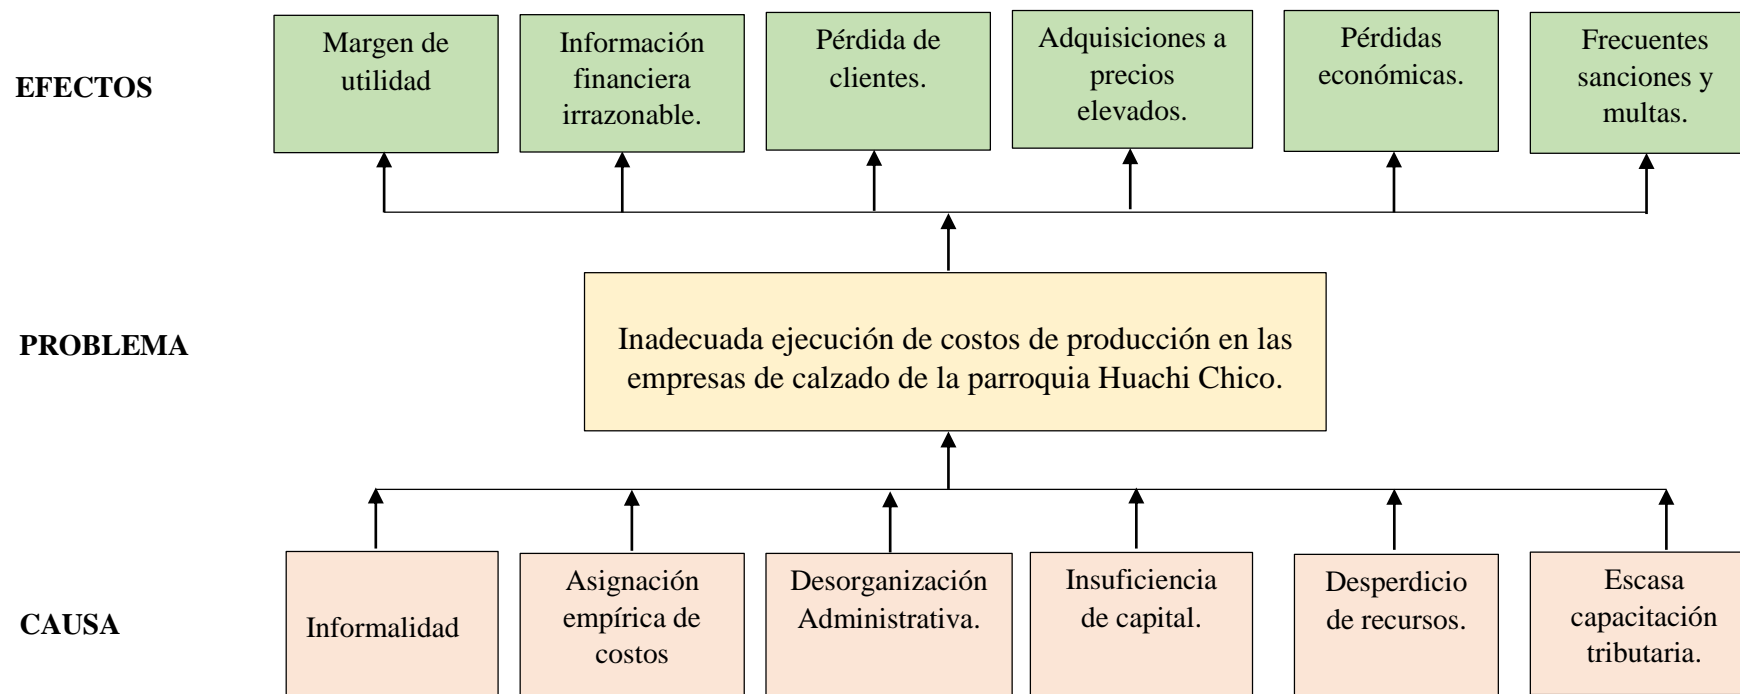 EFECTOS
Margen de
utilidad
Información
financiera
irrazonable.
Pérdida de
clientes.
Adquisiciones a
precios
elevados.
Pérdidas
económicas.
Frecuentes
sanciones y
multas.
PROBLEMA
Inadecuada ejecución de costos de producción en las
empresas de calzado de la parroquia Huachi Chico.
CAUSA
Informalidad
Asignación
empírica de
costos
Desorganización
Administrativa.
Insuficiencia
de capital.
Desperdicio
de recursos.
Escasa
capacitación
tributaria.